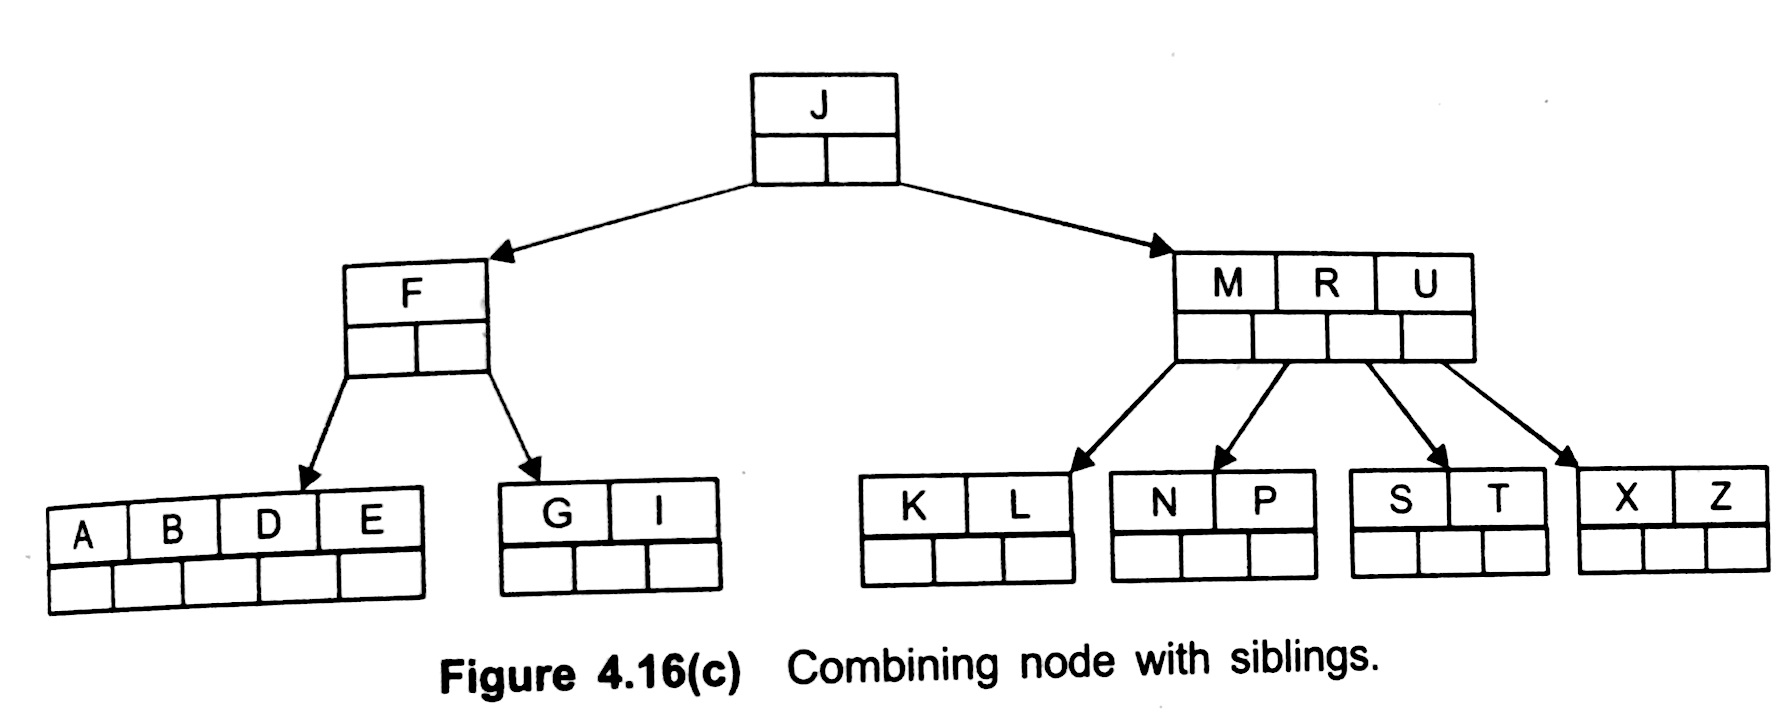 J
F
M R U
A B D E
G I
K L
N P
S T
X Z
Figure 4.16(c) Combining node with siblings.